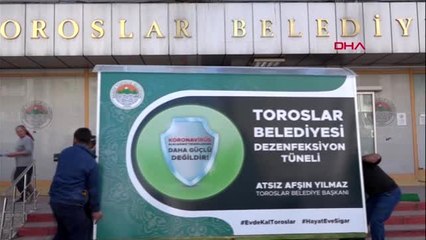 TOROSLAR BELEDİY
DHA
KORONAVİRÜS
DAHA GÜÇLÜ
DEĞİLDİR!
TOROSLAR
BELEDİYESİ
DEZENFEKSİYON
TÜNELİ
ATSIZ AFŞIN YILMAZ
TOROSLAR BELEDİYE BAŞKANI
#EvdeKalToroslar #HayatEveSığar